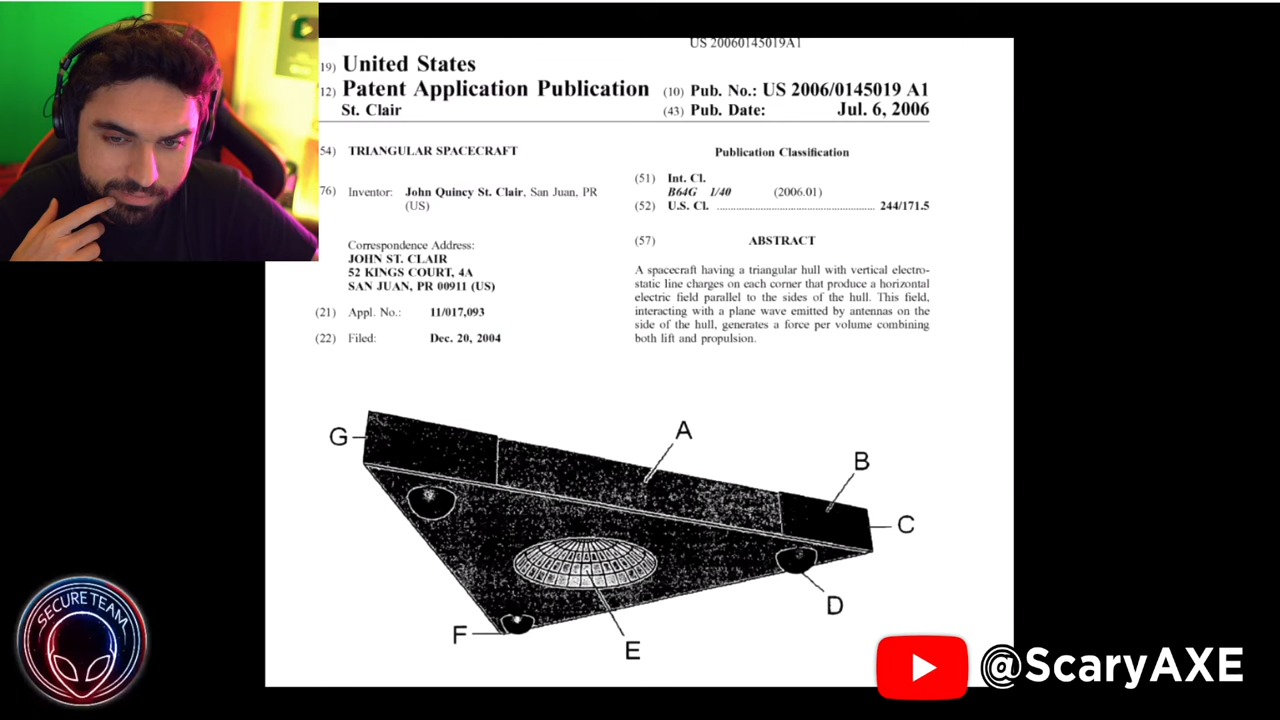 US 20060145019A1
19) United States
12) Patent Application Publication
St. Clair
(10) Pub. No.: US 2006/0145019 A1
(43) Pub. Date: Jul. 6, 2006
54) TRIANGULAR SPACECRAFT
76) Inventor: John Quincy St. Clair, San Juan, PR
(US)
Correspondence Address:
JOHN ST. CLAIR
52 KINGS COURT, 4A
SAN JUAN, PR 00911 (US)
(21) Appl. No.: 11/017,093
(22) Filed: Dec. 20, 2004
Publication Classification
(51) Int. Cl.
B64G 1/40 (2006.01)
(52) U.S. Cl. .......................................................... 244/171.5
(57) ABSTRACT
A spacecraft having a triangular hull with vertical electro-
static line charges on each corner that produce a horizontal
electric field parallel to the sides of the hull. This field,
interacting with a plane wave emitted by antennas on the
side of the hull, generates a force per volume combining
both lift and propulsion.
G
A
B
C
D
F
E
SECURETEAM
@ScaryAXE